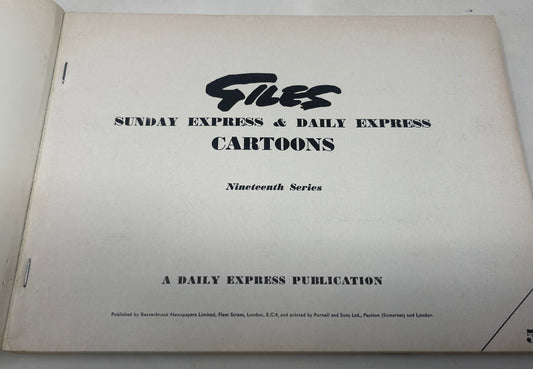 GILES
SUNDAY EXPRESS & DAILY EXPRESS
CARTOONS
Nineteenth Series
A DAILY EXPRESS PUBLICATION
Published by Beaverbrook Newspapers Limited, Fleet Street, London, E.C.4, and printed by Purnell and Sons Ltd., Paulton (Somerset) and London